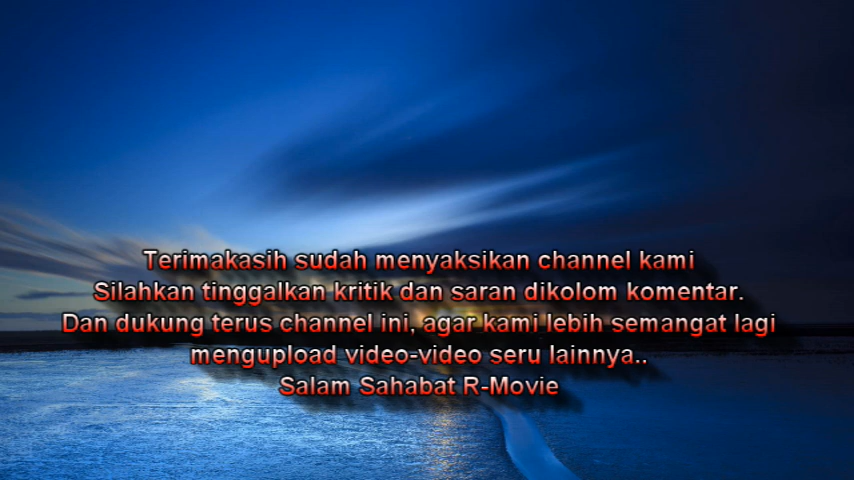 Terimakasih sudah menyaksikan channel kami
Silahkan tinggalkan kritik dan saran dikolom komentar.
Dan dukung terus channel ini, agar kami lebih semangat lagi
mengupload video-video seru lainnya..
Salam Sahabat R-Movie